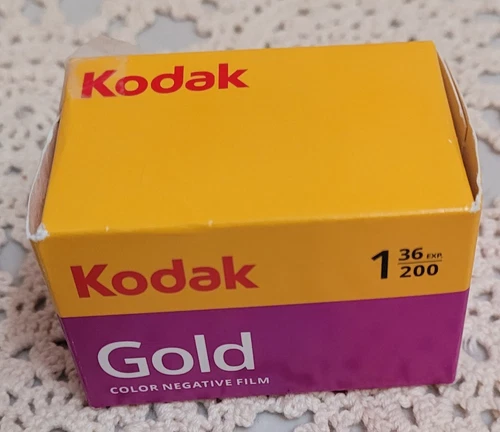 Kodak
Kodak
1 36 EXP.
200
Gold
COLOR NEGATIVE FILM